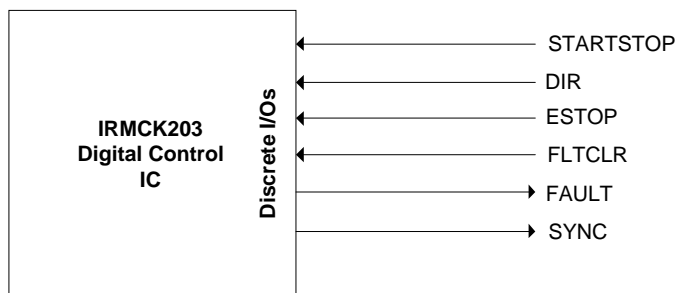 IRMCK203
Digital Control
IC
Discrete I/Os
STARTSTOP
DIR
ESTOP
FLTCLR
FAULT
SYNC